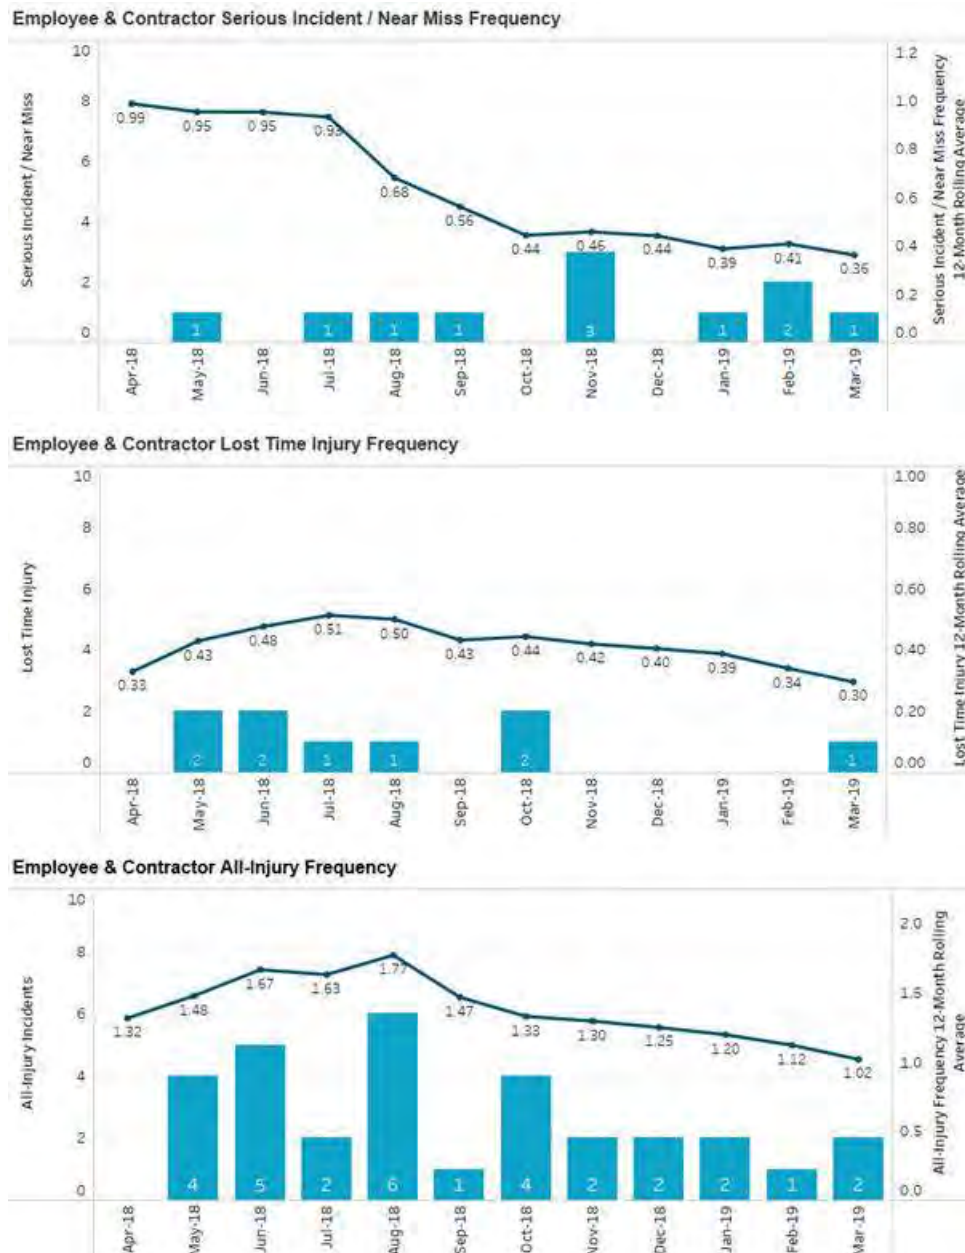 Employee & Contractor Serious Incident / Near Miss Frequency
Serious Incident / Near Miss
10
8
6
4
2
0
0.99
0.95
0.95
0.93
0.68
0.56
0.44
0.46
0.44
0.39
0.41
0.36
1
1
1
1
3
1
2
1
1.2
1.0
0.8
0.6
0.4
0.2
0.0
Serious Incident / Near Miss Frequency
12-Month Rolling Average
Apr-18
May-18
Jun-18
Jul-18
Aug-18
Sep-18
Oct-18
Nov-18
Dec-18
Jan-19
Feb-19
Mar-19
Employee & Contractor Lost Time Injury Frequency
Lost Time Injury
10
8
6
4
2
0
0.33
0.43
0.48
0.51
0.50
0.43
0.44
0.42
0.40
0.39
0.34
0.30
2
2
1
1
2
1
1.00
0.80
0.60
0.40
0.20
0.00
Lost Time Injury 12-Month Rolling Average
Apr-18
May-18
Jun-18
Jul-18
Aug-18
Sep-18
Oct-18
Nov-18
Dec-18
Jan-19
Feb-19
Mar-19
Employee & Contractor All-Injury Frequency
All-Injury Incidents
10
8
6
4
2
0
1.32
1.48
1.67
1.63
1.77
1.47
1.33
1.30
1.25
1.20
1.12
1.02
4
5
2
6
1
4
2
2
2
1
2
2.0
1.5
1.0
0.5
0.0
All-Injury Frequency 12-Month Rolling
Average
Apr-18
May-18
Jun-18
Jul-18
Aug-18
Sep-18
Oct-18
Nov-18
Dec-18
Jan-19
Feb-19
Mar-19